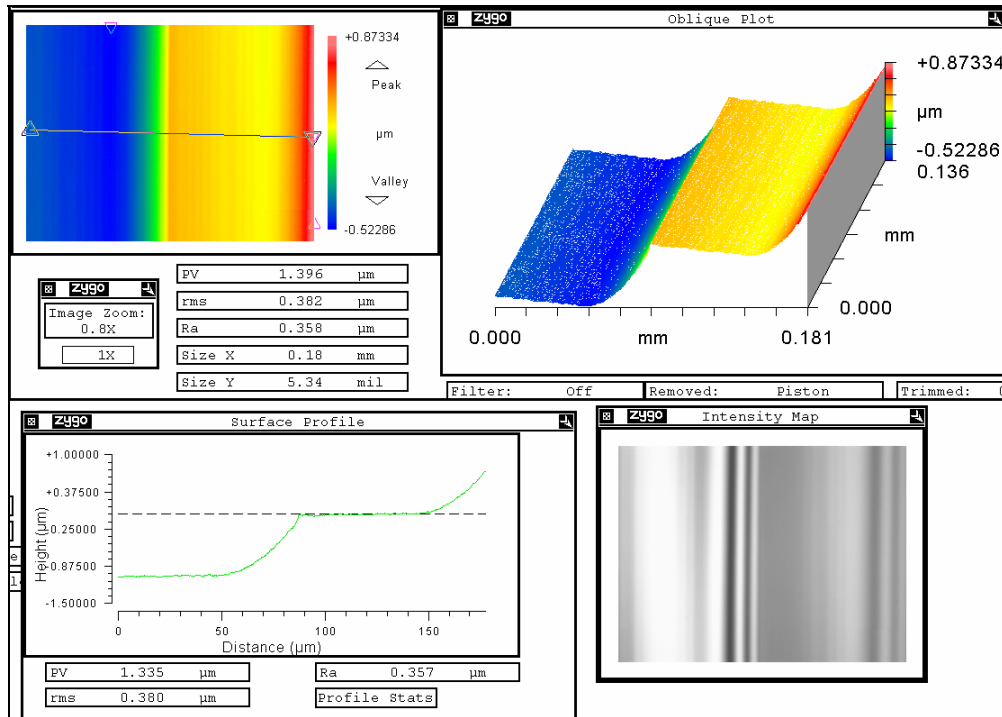 +0.87334
Peak
µm
Valley
-0.52286
zygo
Oblique Plot
+0.87334
µm
-0.52286
0.136
mm
0.000
0.000
mm
0.181
zygo
Image Zoom:
0.8X
1X
PV 1.396 µm
rms 0.382 µm
Ra 0.358 µm
Size X 0.18 mm
Size Y 5.34 mil
Filter: Off
Removed: Piston
Trimmed:
zygo
Surface Profile
+1.00000
+0.37500
-0.25000
-0.87500
-1.50000
Height (µm)
0 50 100 150
Distance (µm)
PV 1.335 µm
rms 0.380 µm
Ra 0.357 µm
Profile Stats
zygo
Intensity Map